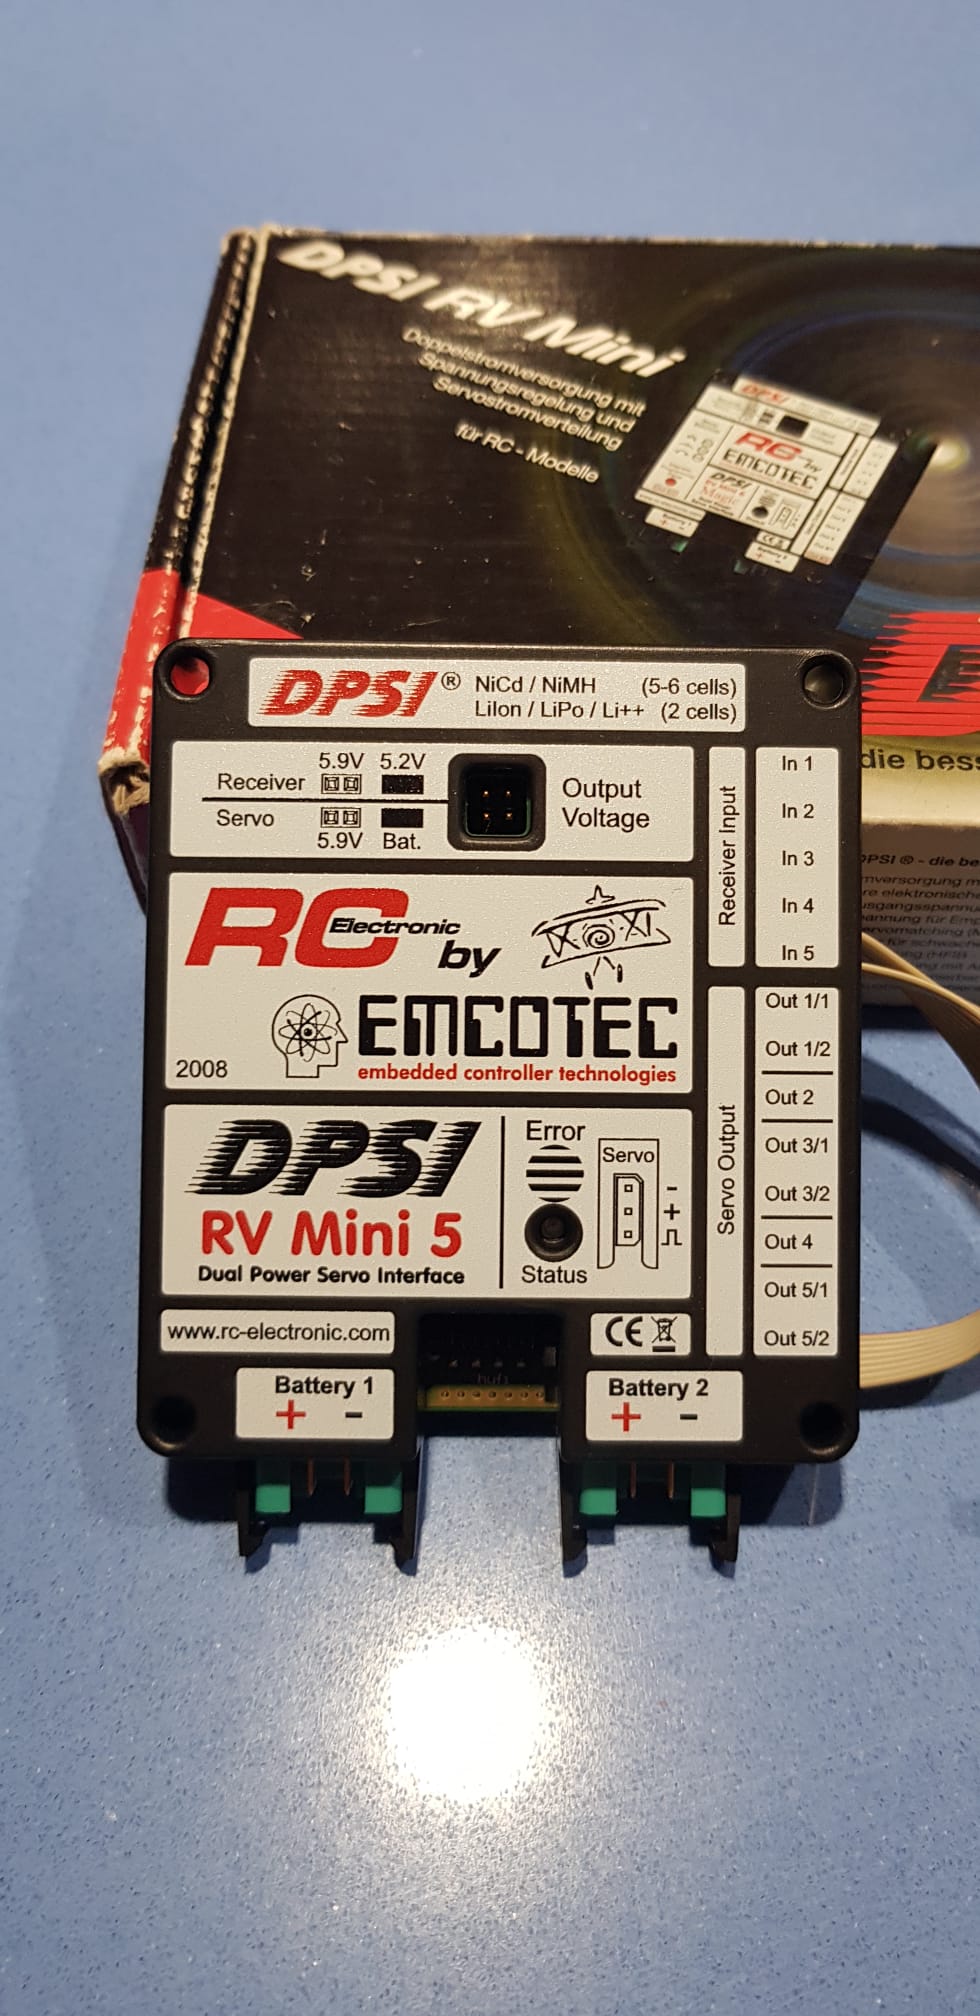 DPSI RV Mini
Doppelstromversorgung mit
Spannungsregelung und
Servostromverteilung
für RC - Modelle
DPSI
RC by
EMCOTEC
DPSI
die bes
DPSI ® - die be
DPSI® NiCd / NiMH (5-6 cells)
LiIon / LiPo / Li++ (2 cells)
5.9V 5.2V
Receiver
Servo
5.9V Bat.
Output
Voltage
Receiver Input
In 1
In 2
In 3
In 4
In 5
RC Electronic by
EMCOTEC
embedded controller technologies
2008
Servo Output
Out 1/1
Out 1/2
Out 2
Out 3/1
Out 3/2
Out 4
Out 5/1
Out 5/2
DPSI
RV Mini 5
Dual Power Servo Interface
Error
Status
Servo
-
+
www.rc-electronic.com
CE
Battery 1
+ -
Battery 2
+ -